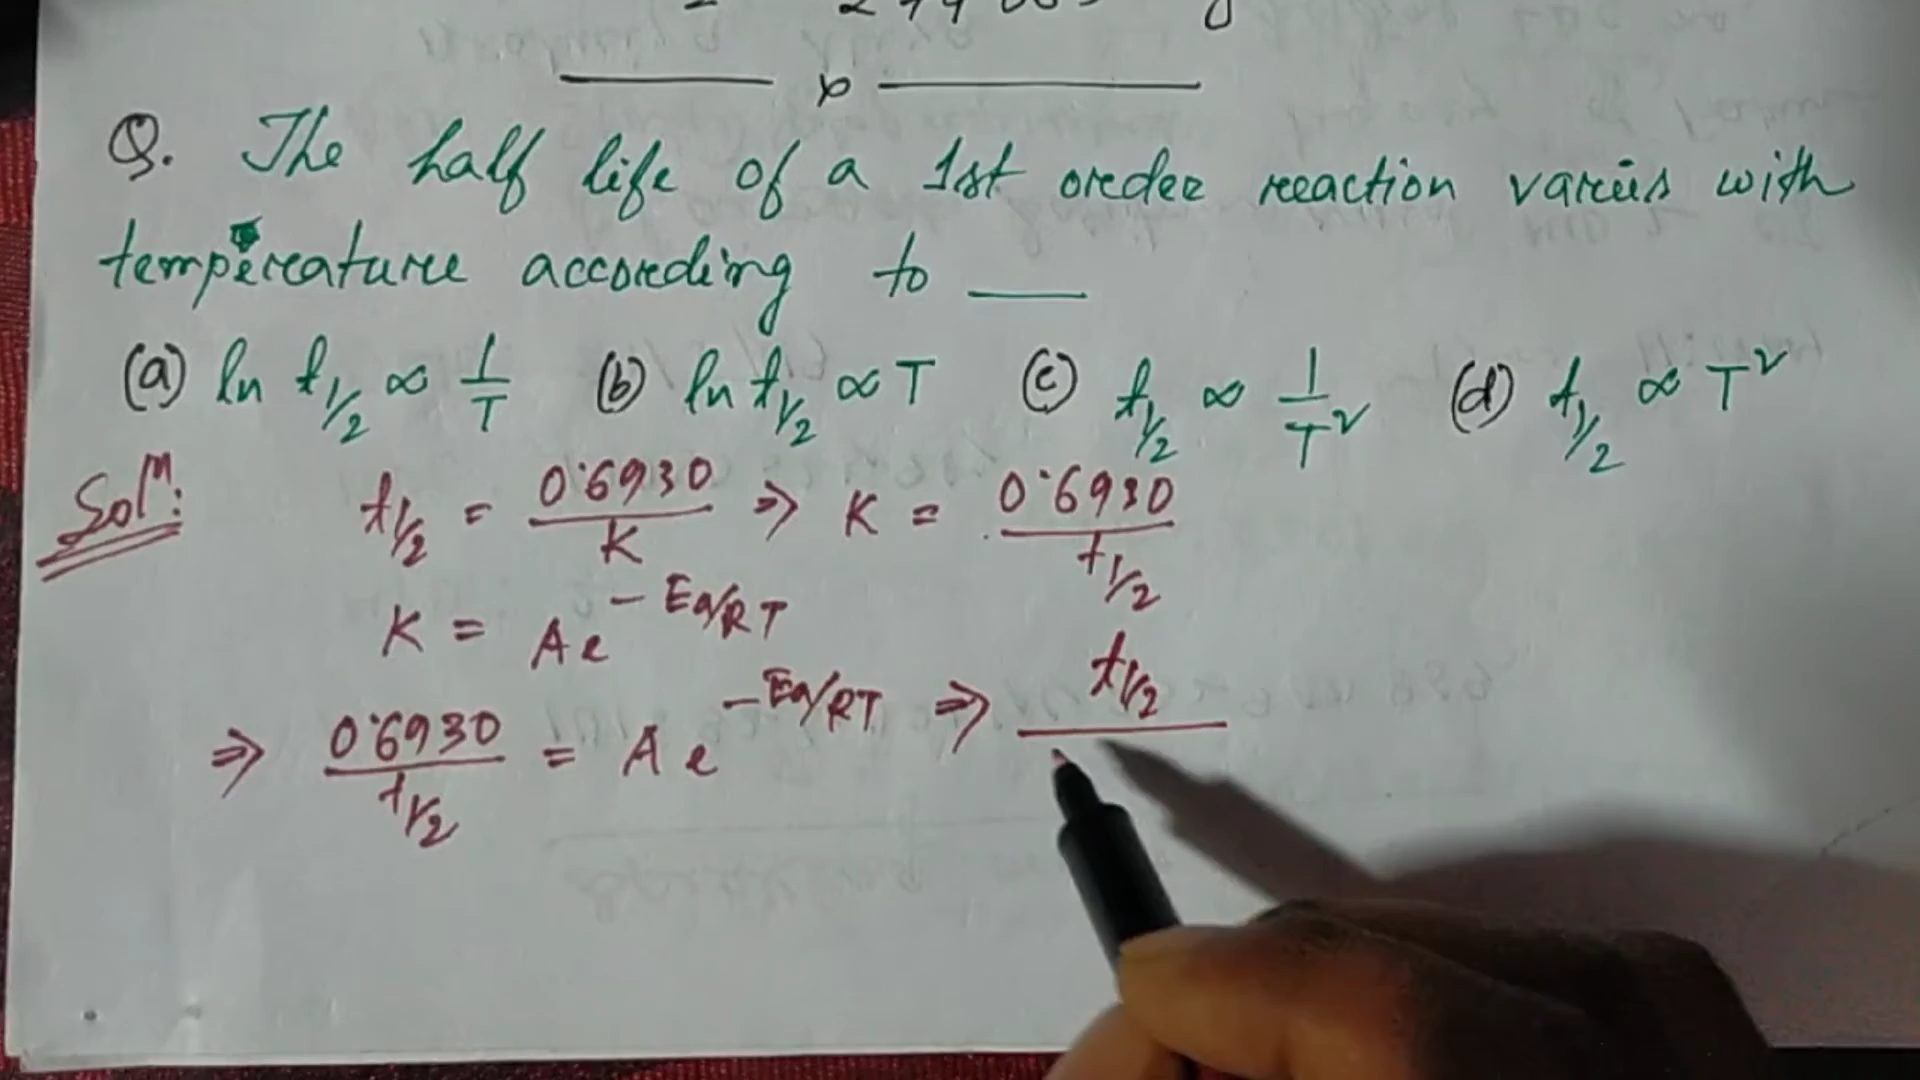 Q. The half life of a 1st order reaction varies with
temperature according to ___
(a) ln t1/2 ∝ 1/T (b) ln t1/2 ∝ T (c) t1/2 ∝ 1/T² (d) t1/2 ∝ T²
Solⁿ: t1/2 = 0.6930/K ⇒ K = 0.6930/t1/2
K = Ae^-Ea/RT
⇒ 0.6930/t1/2 = Ae^-Ea/RT ⇒ t1/2